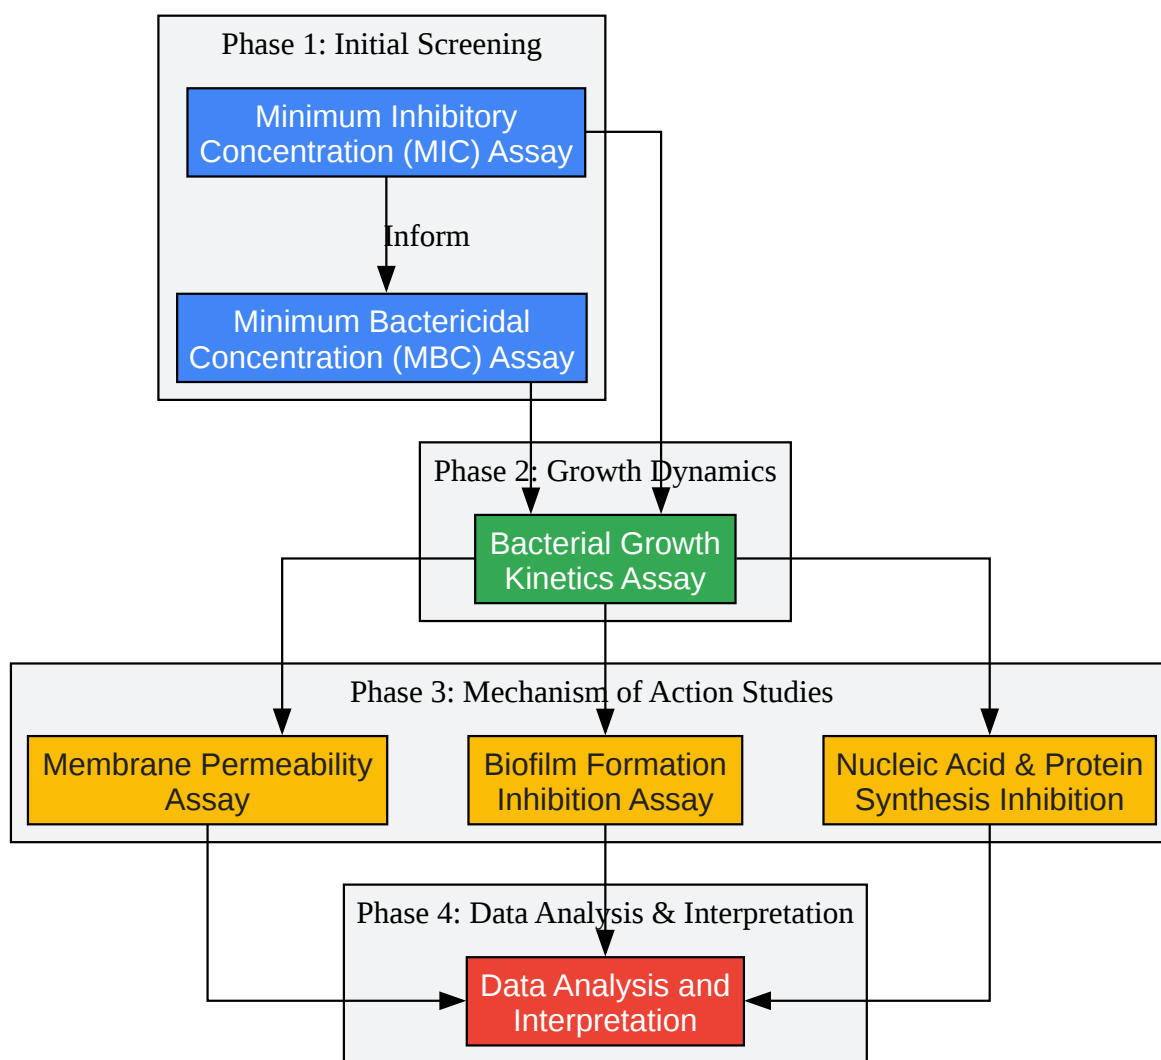 Phase 1: Initial Screening
Minimum Inhibitory
Concentration (MIC) Assay
Inform
Minimum Bactericidal
Concentration (MBC) Assay
Phase 2: Growth Dynamics
Bacterial Growth
Kinetics Assay
Phase 3: Mechanism of Action Studies
Membrane Permeability
Assay
Biofilm Formation
Inhibition Assay
Nucleic Acid & Protein
Synthesis Inhibition
Phase 4: Data Analysis & Interpretation
Data Analysis and
Interpretation